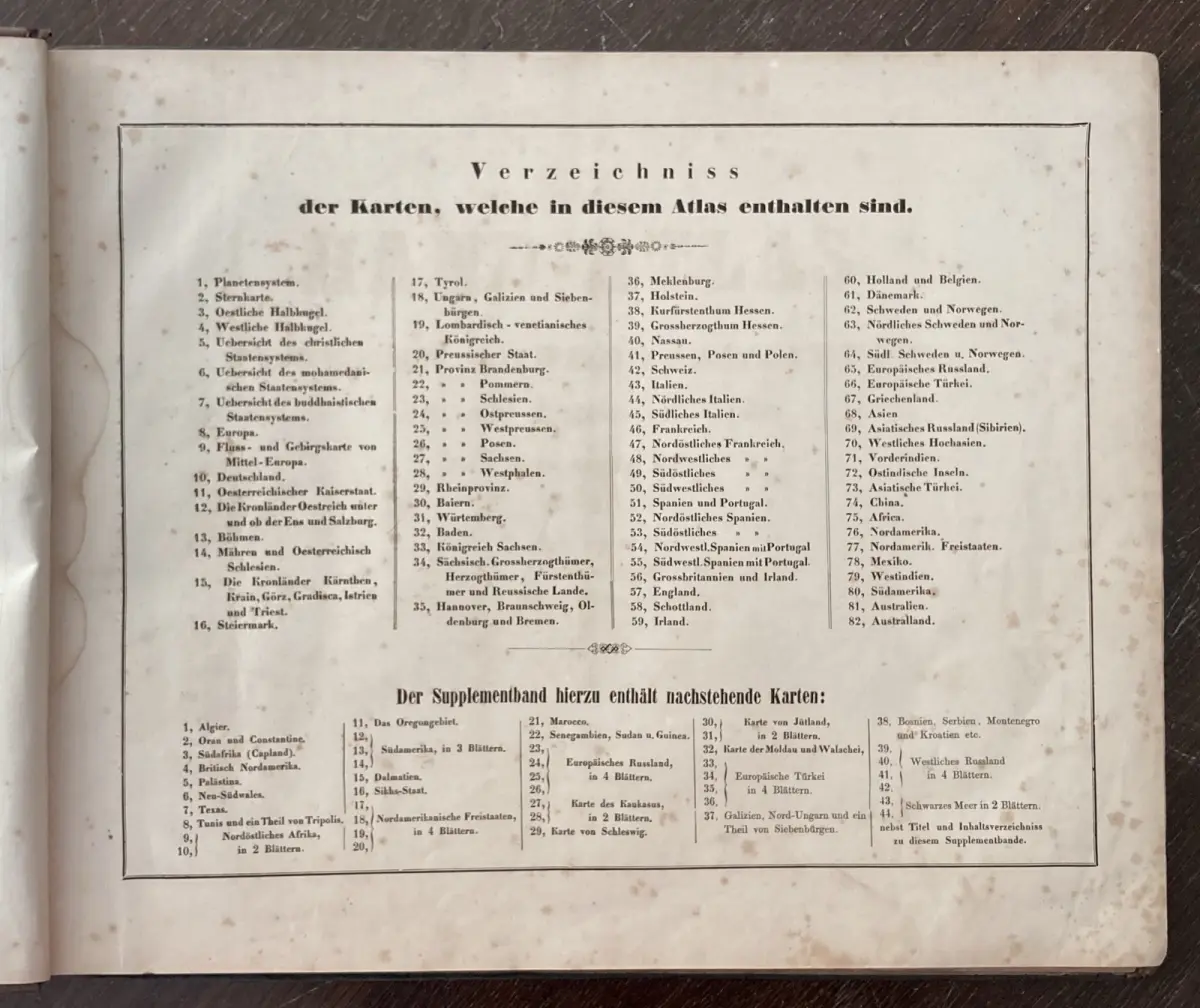 Verzeichniss
der Karten, welche in diesem Atlas enthalten sind.
1, Planetensystem.
2, Sternkarte.
3, Oestliche Halbkugel.
4, Westliche Halbkugel.
5, Uebersicht des christlichen
Staatensystems.
6, Uebersicht des mohamedani-
schen Staatensystems.
7, Uebersicht des buddhaistischen
Staatensystems.
8, Europa.
9, Fluss- und Gebirgskarte von
Mittel-Europa.
10, Deutschland.
11, Oesterreichischer Kaiserstaat.
12, Die Kronländer Oestreich unter
und ob der Ens und Salzburg.
13, Böhmen.
14, Mähren und Oesterreichisch
Schlesien.
15, Die Kronländer Kärnthen,
Krain, Görz, Gradisca, Istrien
und Triest.
16, Steiermark.
17, Tyrol.
18, Ungarn, Galizien und Sieben-
bürgen.
19, Lombardisch-venetianisches
Königreich.
20, Preussischer Staat.
21, Provinz Brandenburg.
22, » » Pommern.
23, » » Schlesien.
24, » » Ostpreussen.
25, » » Westpreussen.
26, » » Posen.
27, » » Sachsen.
28, » » Westphalen.
29, Rheinprovinz.
30, Baiern.
31, Würtemberg.
32, Baden.
33, Königreich Sachsen.
34, Sächsisch. Grossherzogthümer,
Herzogthümer, Fürstenthü-
mer und Reussische Lande.
35, Hannover, Braunschweig, Ol-
denburg und Bremen.
36, Meklenburg.
37, Holstein.
38, Kurfürstenthum Hessen.
39, Grossherzogthum Hessen.
40, Nassau.
41, Preussen, Posen und Polen.
42, Schweiz.
43, Italien.
44, Nördliches Italien.
45, Südliches Italien.
46, Frankreich.
47, Nordöstliches Frankreich.
48, Nordwestliches » »
49, Südöstliches » »
50, Südwestliches » »
51, Spanien und Portugal.
52, Nordöstliches Spanien.
53, Südöstliches » »
54, Nordwestl. Spanien mit Portugal
55, Südwestl. Spanien mit Portugal.
56, Grossbritannien und Irland.
57, England.
58, Schottland.
59, Irland.
60, Holland und Belgien.
61, Dänemark.
62, Schweden und Norwegen.
63, Nördliches Schweden und Nor-
wegen.
64, Südl. Schweden u. Norwegen.
65, Europäisches Russland.
66, Europäische Türkei.
67, Griechenland.
68, Asien
69, Asiatisches Russland (Sibirien).
70, Westliches Hochasien.
71, Vorderindien.
72, Ostindische Inseln.
73, Asiatische Türkei.
74, China.
75, Africa.
76, Nordamerika.
77, Nordamerik. Freistaaten.
78, Mexiko.
79, Westindien.
80, Südamerika.
81, Australien.
82, Australland.
Der Supplementband hierzu enthält nachstehende Karten:
1, Algier.
2, Oran und Constantine.
3, Südafrika (Capland).
4, Britisch Nordamerika.
5, Palästina.
6, Neu-Südwales.
7, Texas.
8, Tunis und ein Theil von Tripolis.
9, Nordöstliches Afrika,
10, in 2 Blättern.
11, Das Oregongebiet.
12,
13, Südamerika, in 3 Blättern.
14,
15, Dalmatien.
16, Sikhs-Staat.
17,
18, Nordamerikanische Freistaaten,
19, in 4 Blättern.
20,
21, Marocco.
22, Senegambien, Sudan u. Guinea.
23,
24, Europäisches Russland,
25, in 4 Blättern.
26,
27, Karte des Kaukasus,
28, in 2 Blättern.
29, Karte von Schleswig.
30, Karte von Jütland,
31, in 2 Blättern.
32, Karte der Moldau und Walachei,
33,
34, Europäische Türkei
35, in 4 Blättern.
36,
37, Galizien, Nord-Ungarn und ein
Theil von Siebenbürgen.
38, Bosnien, Serbien, Montenegro
und Kroatien etc.
39.
40. Westliches Russland
41. in 4 Blättern.
42.
43. Schwarzes Meer in 2 Blättern.
44.
nebst Titel und Inhaltsverzeichniss
zu diesem Supplementbande.